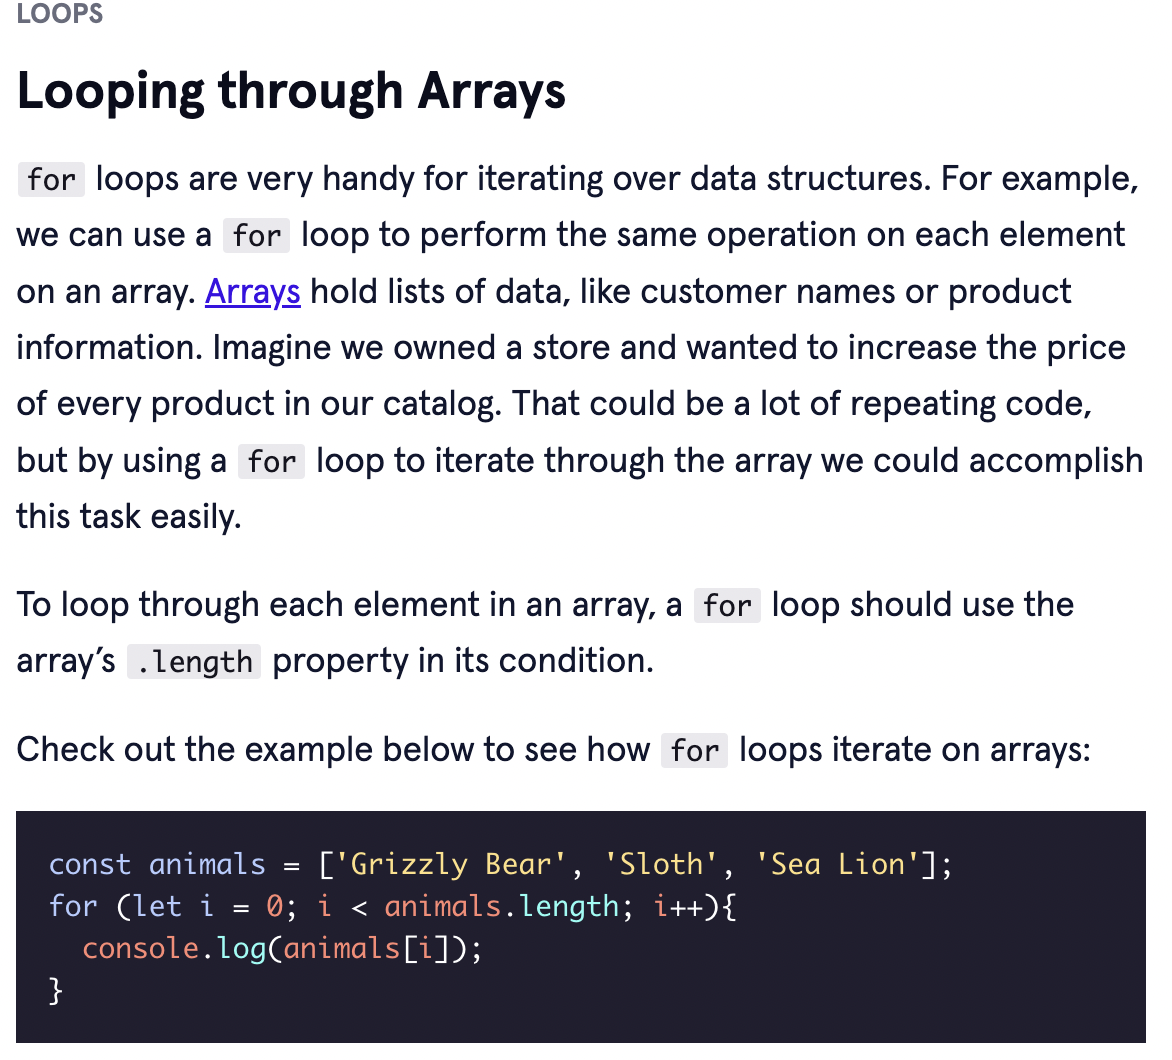 LOOPS
Looping through Arrays
for loops are very handy for iterating over data structures. For example,
we can use a for loop to perform the same operation on each element
on an array. Arrays hold lists of data, like customer names or product
information. Imagine we owned a store and wanted to increase the price
of every product in our catalog. That could be a lot of repeating code,
but by using a for loop to iterate through the array we could accomplish
this task easily.
To loop through each element in an array, a for loop should use the
array’s .length property in its condition.
Check out the example below to see how for loops iterate on arrays:
const animals = ['Grizzly Bear', 'Sloth', 'Sea Lion'];
for (let i = 0; i < animals.length; i++){
  console.log(animals[i]);
}